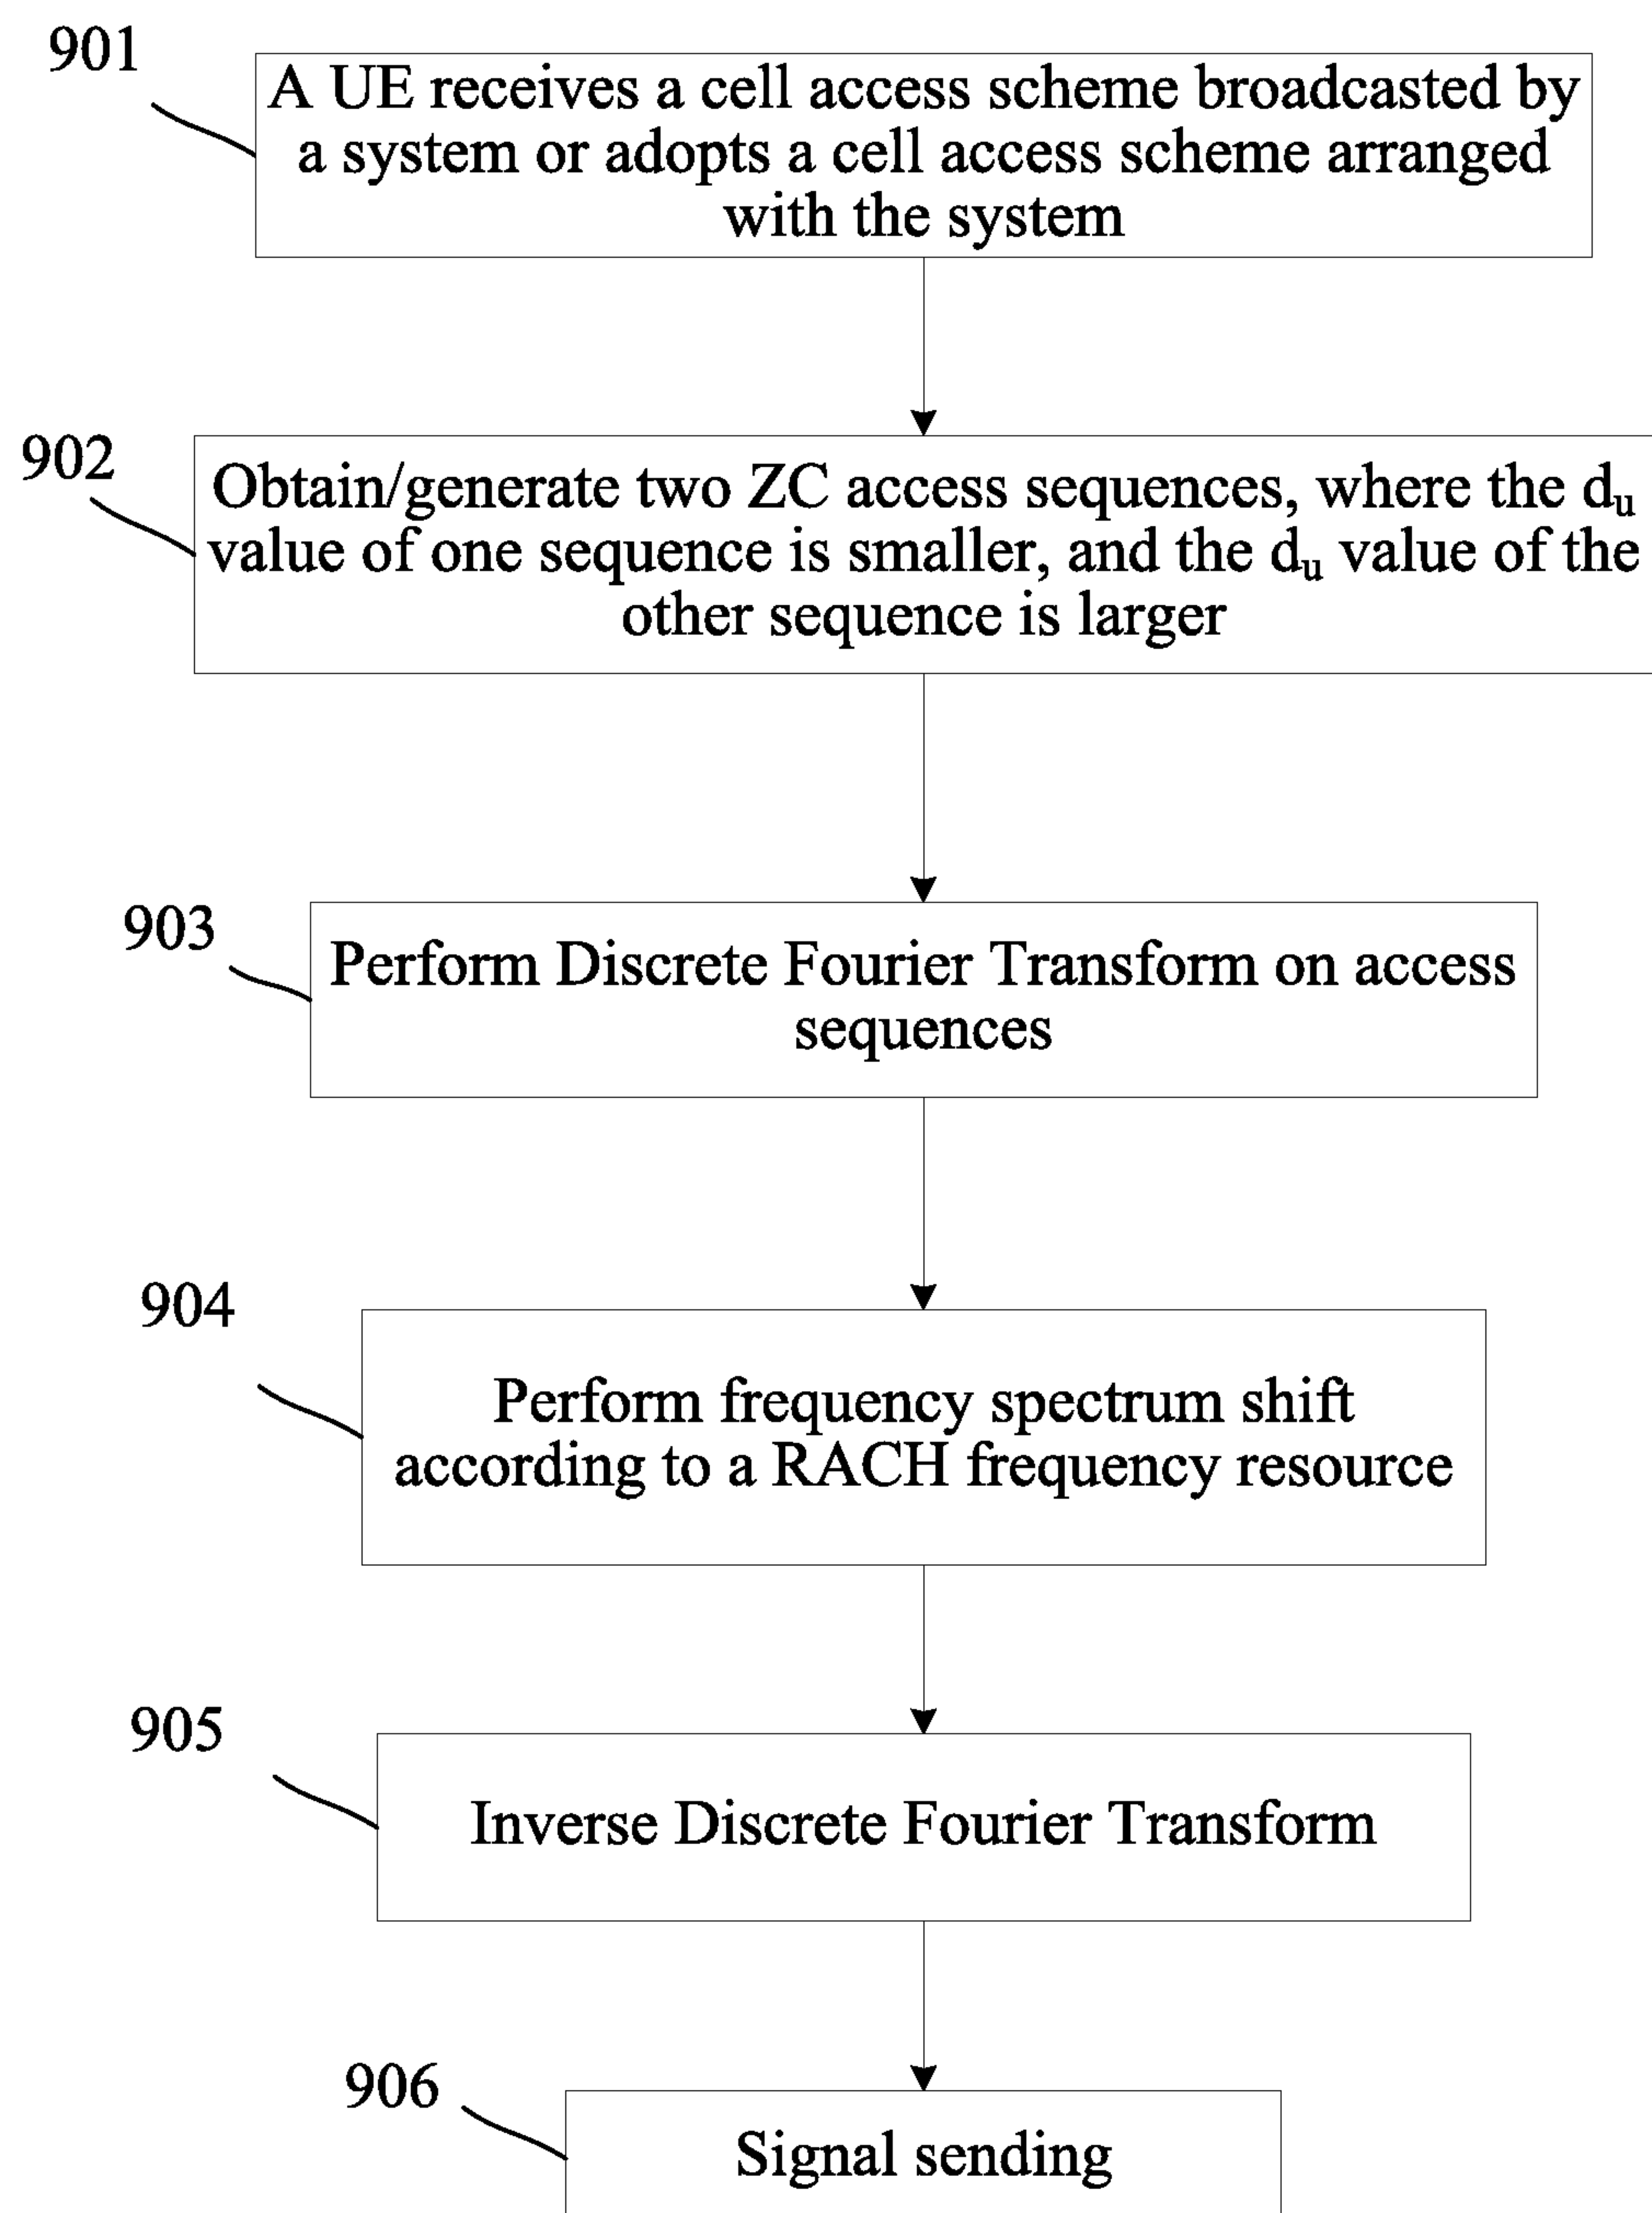 901
A UE receives a cell access scheme broadcasted by
a system or adopts a cell access scheme arranged
with the system
902
Obtain/generate two ZC access sequences, where the du
value of one sequence is smaller, and the du value of the
other sequence is larger
903
Perform Discrete Fourier Transform on access
sequences
904
Perform frequency spectrum shift
according to a RACH frequency resource
905
Inverse Discrete Fourier Transform
906
Signal sending